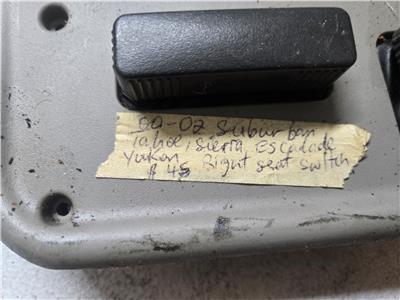 00-02 Suburban
Tahoe, Sierra, Escalade
Yukon, Right seat switch
$45